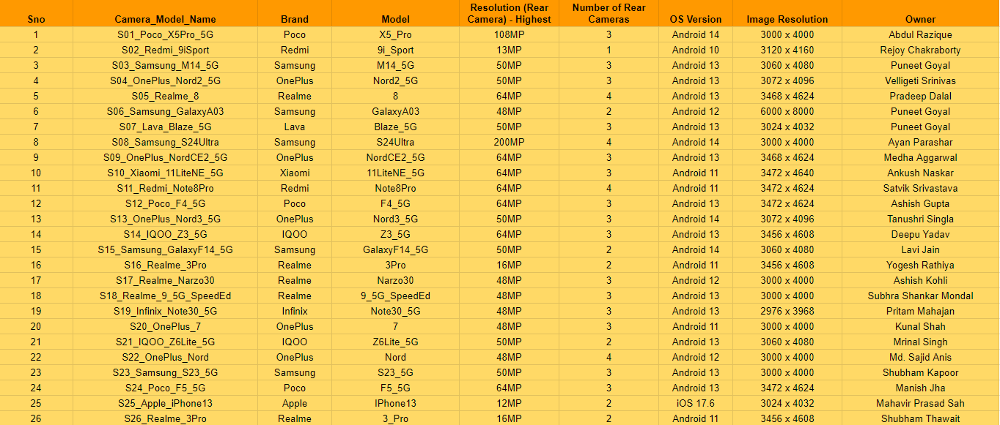 Sno Camera_Model_Name Brand Model Resolution (Rear Camera) - Highest Number of Rear Cameras OS Version Image Resolution Owner
1 S01_Poco_X5Pro_5G Poco X5_Pro 108MP 3 Android 14 3000 x 4000 Abdul Razique
2 S02_Redmi_9iSport Redmi 9i_Sport 13MP 1 Android 10 3120 x 4160 Rejoy Chakraborty
3 S03_Samsung_M14_5G Samsung M14_5G 50MP 3 Android 13 3060 x 4080 Puneet Goyal
4 S04_OnePlus_Nord2_5G OnePlus Nord2_5G 50MP 3 Android 13 3072 x 4096 Velligeti Srinivas
5 S05_Realme_8 Realme 8 64MP 4 Android 13 3468 x 4624 Pradeep Dalal
6 S06_Samsung_GalaxyA03 Samsung GalaxyA03 48MP 2 Android 12 6000 x 8000 Puneet Goyal
7 S07_Lava_Blaze_5G Lava Blaze_5G 50MP 3 Android 13 3024 x 4032 Puneet Goyal
8 S08_Samsung_S24Ultra Samsung S24Ultra 200MP 4 Android 14 3000 x 4000 Ayan Parashar
9 S09_OnePlus_NordCE2_5G OnePlus NordCE2_5G 64MP 3 Android 13 3468 x 4624 Medha Aggarwal
10 S10_Xiaomi_11LiteNE_5G Xiaomi 11LiteNE_5G 64MP 3 Android 11 3472 x 4640 Ankush Naskar
11 S11_Redmi_Note8Pro Redmi Note8Pro 64MP 4 Android 11 3472 x 4624 Satvik Srivastava
12 S12_Poco_F4_5G Poco F4_5G 64MP 3 Android 13 3472 x 4624 Ashish Gupta
13 S13_OnePlus_Nord3_5G OnePlus Nord3_5G 50MP 3 Android 14 3072 x 4096 Tanushri Singla
14 S14_IQOO_Z3_5G IQOO Z3_5G 64MP 3 Android 13 3456 x 4608 Deepu Yadav
15 S15_Samsung_GalaxyF14_5G Samsung GalaxyF14_5G 50MP 2 Android 14 3060 x 4080 Lavi Jain
16 S16_Realme_3Pro Realme 3Pro 16MP 2 Android 11 3456 x 4608 Yogesh Rathiya
17 S17_Realme_Narzo30 Realme Narzo30 48MP 3 Android 12 3000 x 4000 Ashish Kohli
18 S18_Realme_9_5G_SpeedEd Realme 9_5G_SpeedEd 48MP 3 Android 13 3000 x 4000 Subhra Shankar Mondal
19 S19_Infinix_Note30_5G Infinix Note30_5G 48MP 3 Android 13 2976 x 3968 Pritam Mahajan
20 S20_OnePlus_7 OnePlus 7 48MP 3 Android 11 3000 x 4000 Kunal Shah
21 S21_IQOO_Z6Lite_5G IQOO Z6Lite_5G 50MP 2 Android 13 3060 x 4080 Mrinal Singh
22 S22_OnePlus_Nord OnePlus Nord 48MP 4 Android 12 3000 x 4000 Md. Sajid Anis
23 S23_Samsung_S23_5G Samsung S23_5G 50MP 3 Android 13 3000 x 4000 Shubham Kapoor
24 S24_Poco_F5_5G Poco F5_5G 64MP 3 Android 13 3472 x 4624 Manish Jha
25 S25_Apple_iPhone13 Apple IPhone13 12MP 2 iOS 17.6 3024 x 4032 Mahavir Prasad Sah
26 S26_Realme_3Pro Realme 3_Pro 16MP 2 Android 11 3456 x 4608 Shubham Thawait